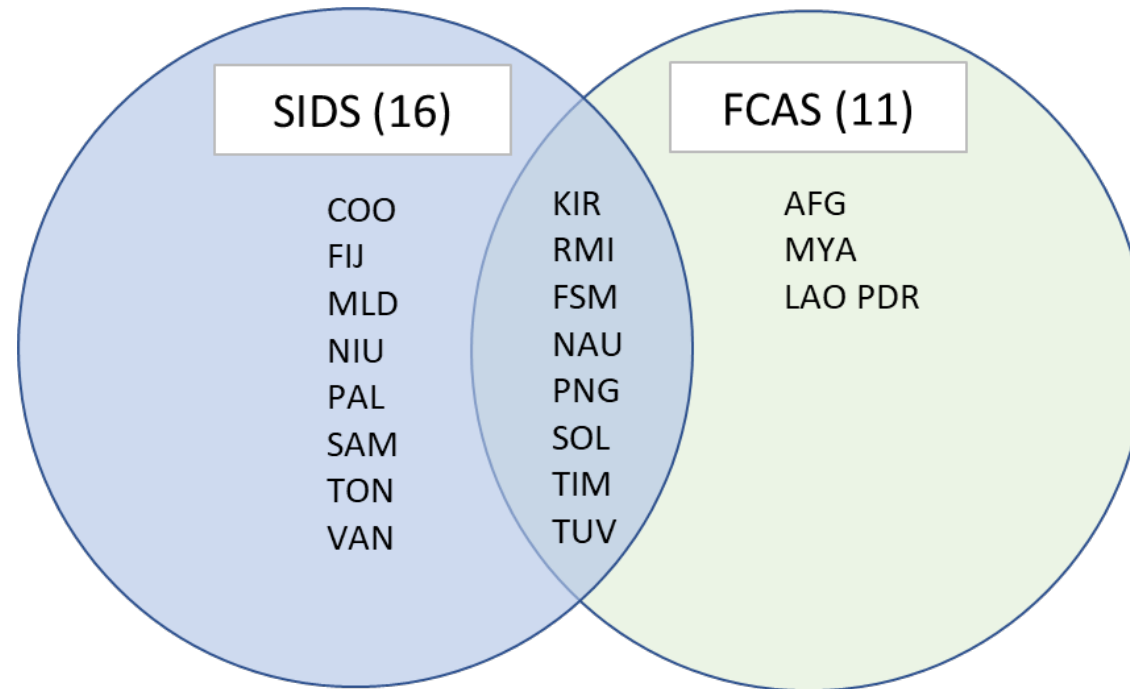 SIDS (16)
COO
FIJ
MLD
NIU
PAL
SAM
TON
VAN
KIR
RMI
FSM
NAU
PNG
SOL
TIM
TUV
FCAS (11)
AFG
MYA
LAO PDR